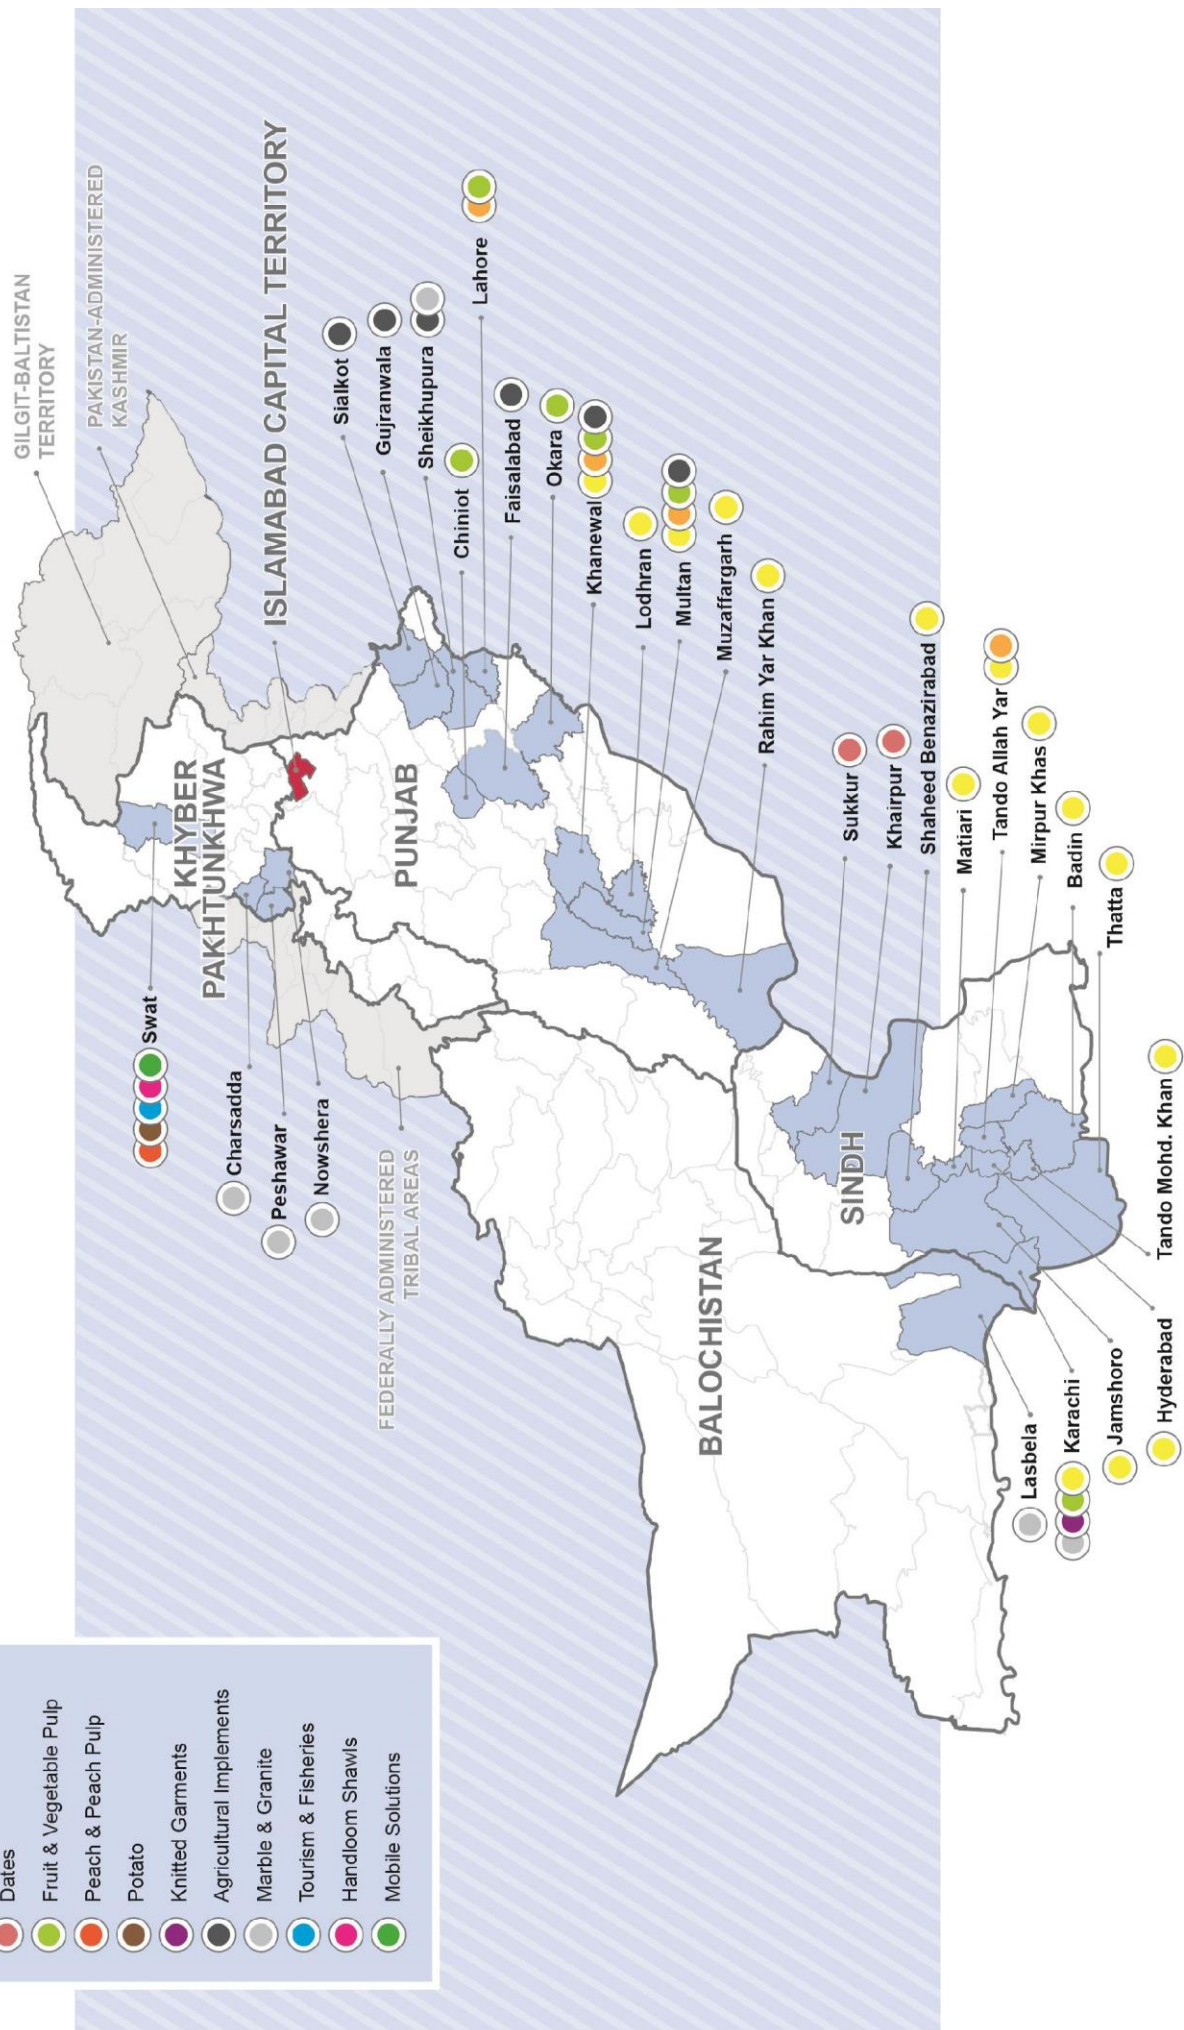 Dates
Fruit & Vegetable Pulp
Peach & Peach Pulp
Potato
Knitted Garments
Agricultural Implements
Marble & Granite
Tourism & Fisheries
Handloom Shawls
Mobile Solutions
GILGIT-BALTISTAN
TERRITORY
PAKISTAN-ADMINISTERED
KASHMIR
ISLAMABAD CAPITAL TERRITORY
KHYBER
PAKHTUNKHWA
Swat
Charsadda
Peshawar
Nowshera
FEDERALLY ADMINISTERED
TRIBAL AREAS
PUNJAB
Sialkot
Gujranwala
Sheikhupura
Lahore
Chiniot
Faisalabad
Okara
Khanewal
Lodhran
Multan
Muzaffargarh
Rahim Yar Khan
BALOCHISTAN
SINDH
Sukkur
Khairpur
Shaheed Benazirabad
Matiari
Tando Allah Yar
Mirpur Khas
Badin
Thatta
Tando Mohd. Khan
Hyderabad
Jamshoro
Karachi
Lasbela